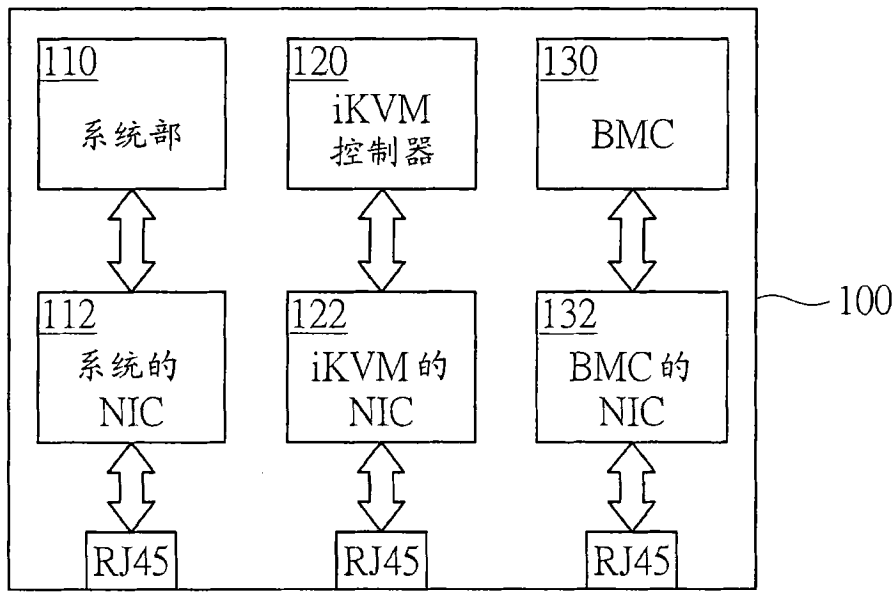 110
系统部
120
iKVM
控制器
130
BMC
112
系统的
NIC
122
iKVM的
NIC
132
BMC的
NIC
100
RJ45
RJ45
RJ45